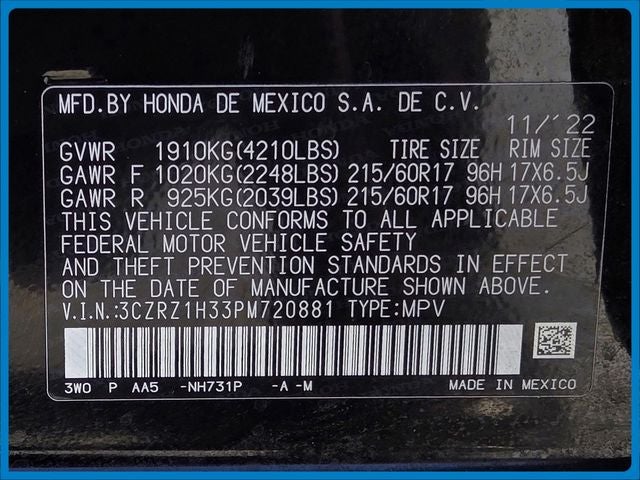 MFD.BY HONDA DE MEXICO S.A. DE C.V.
11/'22
GVWR 1910KG(4210LBS) TIRE SIZE RIM SIZE
GAWR F 1020KG(2248LBS) 215/60R17 96H 17X6.5J
GAWR R 925KG(2039LBS) 215/60R17 96H 17X6.5J
THIS VEHICLE CONFORMS TO ALL APPLICABLE
FEDERAL MOTOR VEHICLE SAFETY
AND THEFT PREVENTION STANDARDS IN EFFECT
ON THE DATE OF MANUFACTURE SHOWN ABOVE.
V.I.N.:3CZRZ1H33PM720881 TYPE:MPV
3W0 P AA5 -NH731P -A -M MADE IN MEXICO